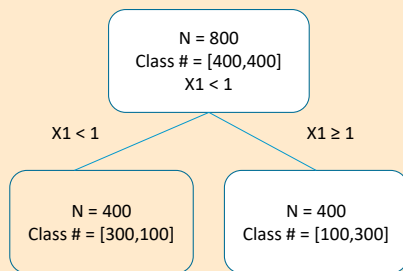 N = 800
Class # = [400,400]
X1 < 1
X1 < 1
X1 ≥ 1
N = 400
Class # = [300,100]
N = 400
Class # = [100,300]